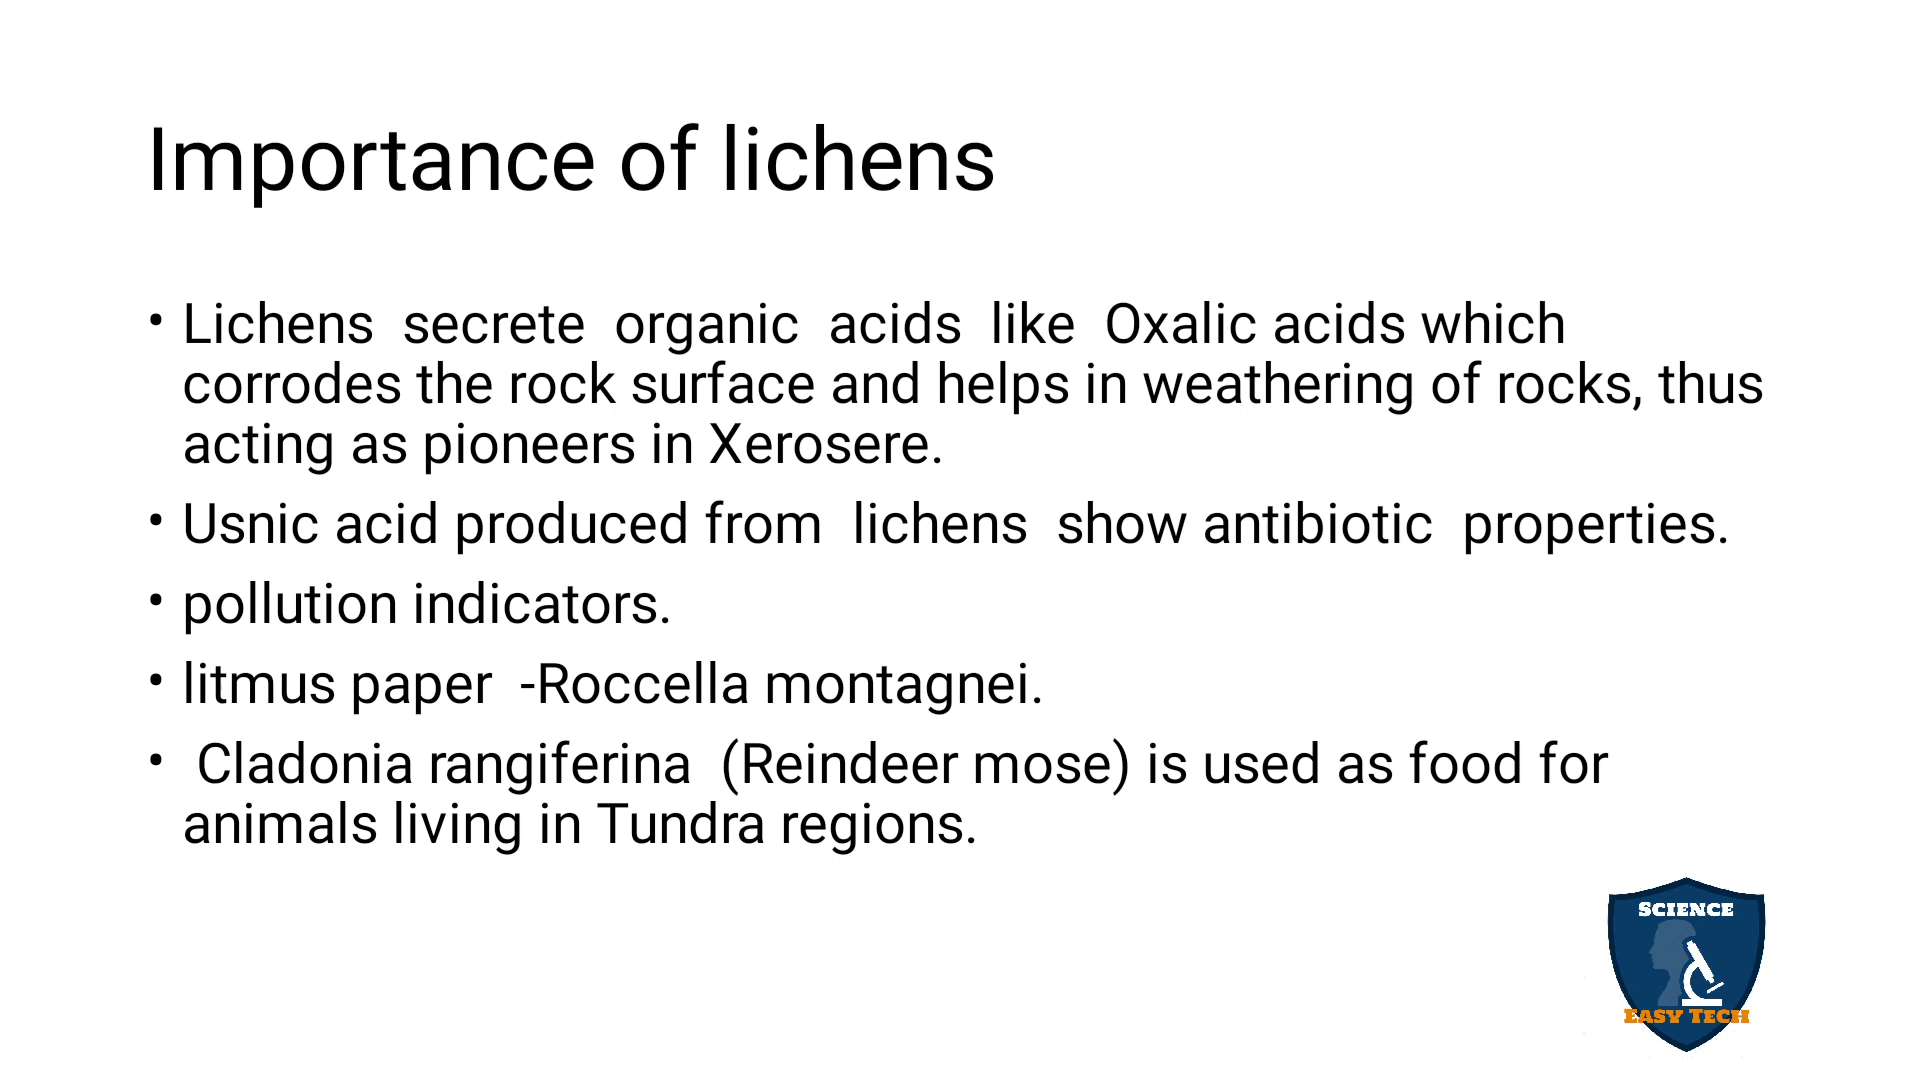 Importance of lichens
• Lichens secrete organic acids like Oxalic acids which
corrodes the rock surface and helps in weathering of rocks, thus
acting as pioneers in Xerosere.
• Usnic acid produced from lichens show antibiotic properties.
• pollution indicators.
• litmus paper -Roccella montagnei.
• Cladonia rangiferina (Reindeer mose) is used as food for
animals living in Tundra regions.
SCIENCE
EASY TECH